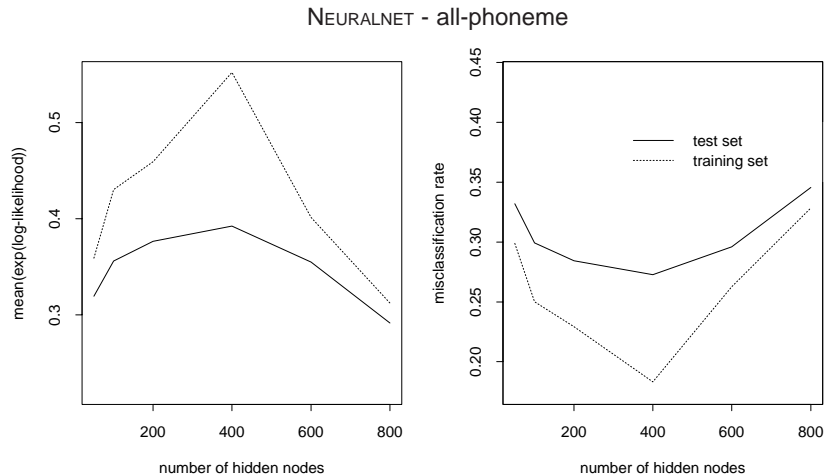 NEURALNET - all-phoneme
mean(exp(log-likelihood))
0.5
0.4
0.3
200 400 600 800
number of hidden nodes
misclassification rate
0.45
0.40
0.35
0.30
0.25
0.20
test set
training set
200 400 600 800
number of hidden nodes